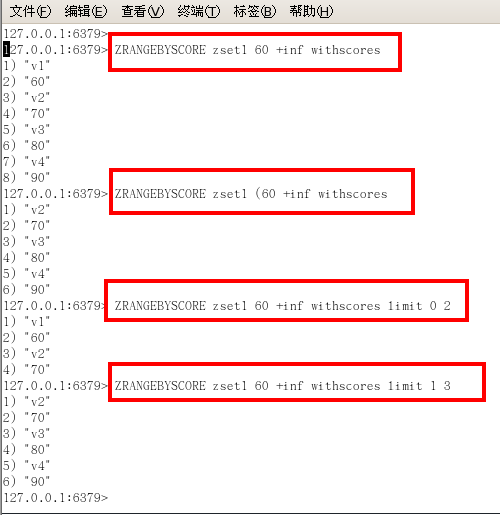 文件(F) 编辑(E) 查看(V) 终端(T) 标签(B) 帮助(H)
127.0.0.1:6379>
127.0.0.1:6379> ZRANGEBYSCORE zset1 60 +inf withscores
1) "v1"
2) "60"
3) "v2"
4) "70"
5) "v3"
6) "80"
7) "v4"
8) "90"
127.0.0.1:6379> ZRANGEBYSCORE zset1 (60 +inf withscores
1) "v2"
2) "70"
3) "v3"
4) "80"
5) "v4"
6) "90"
127.0.0.1:6379> ZRANGEBYSCORE zset1 60 +inf withscores limit 0 2
1) "v1"
2) "60"
3) "v2"
4) "70"
127.0.0.1:6379> ZRANGEBYSCORE zset1 60 +inf withscores limit 1 3
1) "v2"
2) "70"
3) "v3"
4) "80"
5) "v4"
6) "90"
127.0.0.1:6379>